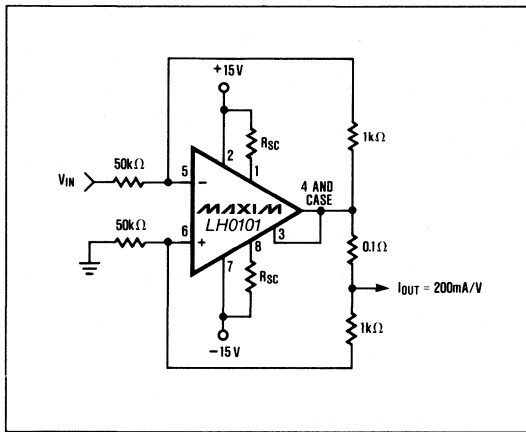 +15V
RSC
1kΩ
2
1
50kΩ
5
4 AND
CASE
VIN
−
MAXIM
LH0101
50kΩ
6
+
3
0.1Ω
8
7
RSC
IOUT = 200mA/V
1kΩ
−15V